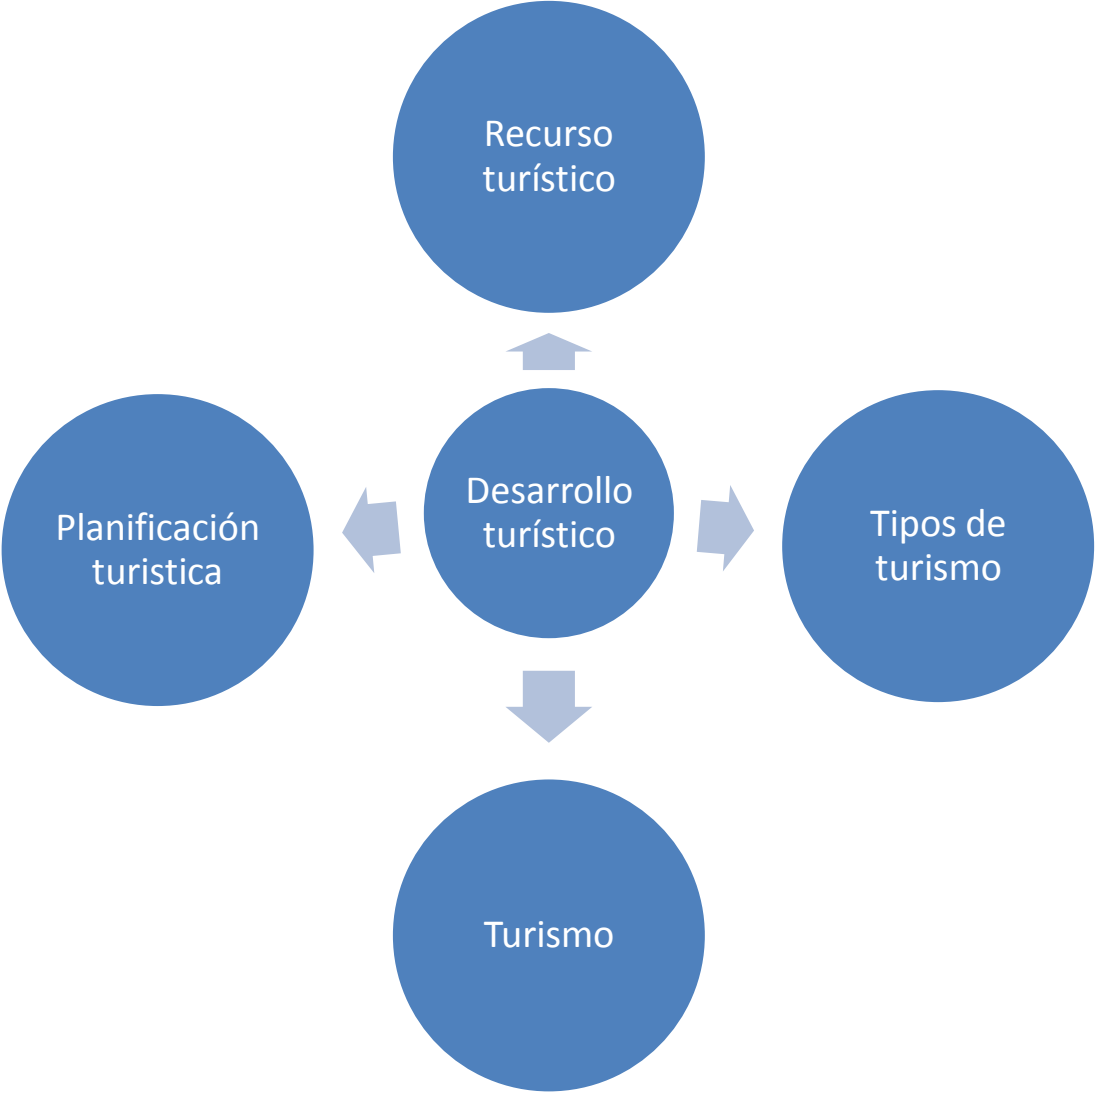 Recurso
turístico
Desarrollo
turístico
Planificación
turistica
Tipos de
turismo
Turismo